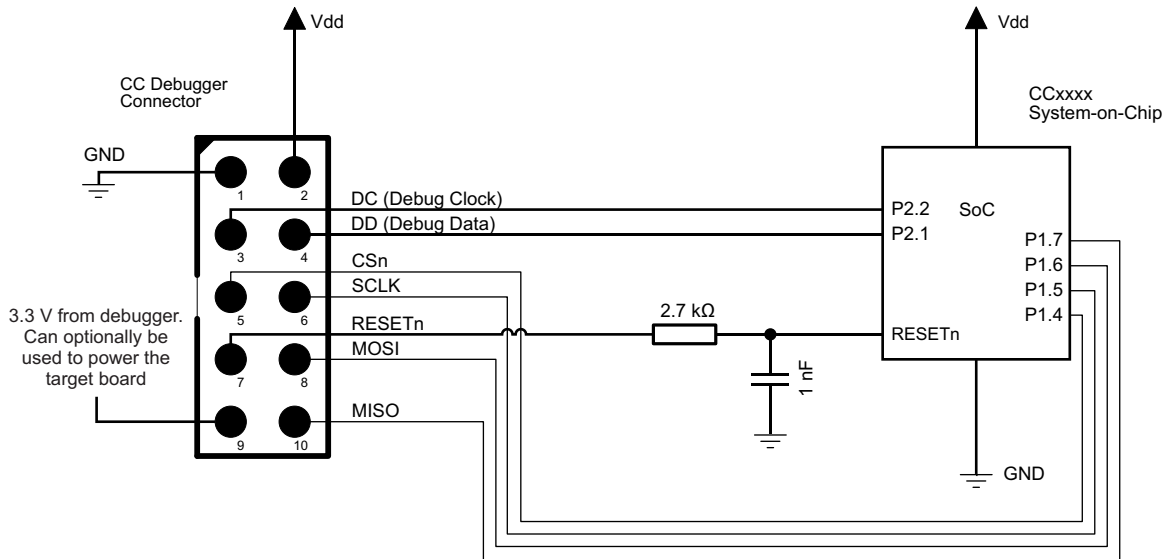 Vdd
Vdd
CC Debugger
Connector
CCxxxx
System-on-Chip
GND
1
2
DC (Debug Clock)
P2.2
SoC
3
4
DD (Debug Data)
P2.1
P1.7
CSn
P1.6
5
6
SCLK
P1.5
3.3 V from debugger.
Can optionally be
used to power the
target board
2.7 kΩ
P1.4
RESETn
RESETn
7
8
MOSI
1 nF
MISO
9
10
GND